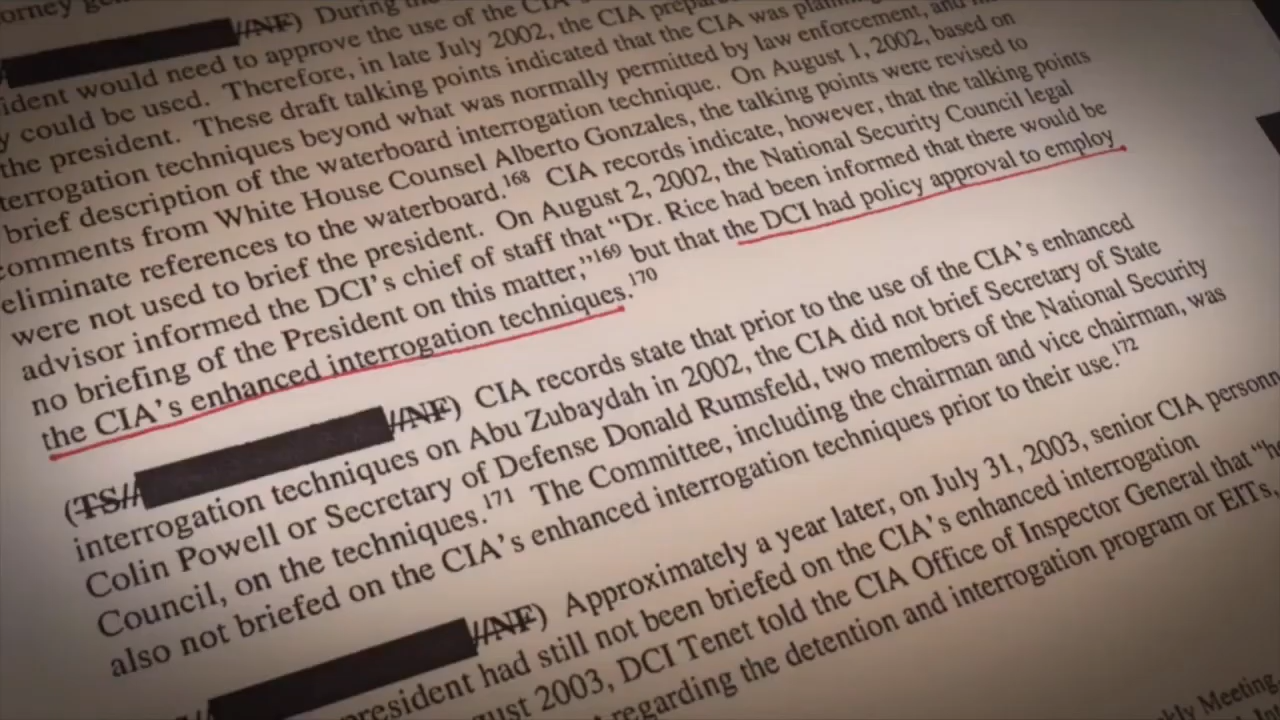 orney gen
/NF) During the
ident would need to approve the use of the CIA's
y could be used. Therefore, in late July 2002, the CIA prepar
the president. These draft talking points indicated that the CIA was planning
terrogation techniques beyond what was normally permitted by law enforcement, and in
brief description of the waterboard interrogation technique. On August 1, 2002, based on
comments from White House Counsel Alberto Gonzales, the talking points were revised to
eliminate references to the waterboard.168 CIA records indicate, however, that the talking points
were not used to brief the president. On August 2, 2002, the National Security Council legal
advisor informed the DCI's chief of staff that "Dr. Rice had been informed that there would be
no briefing of the President on this matter,"169 but that the DCI had policy approval to employ
the CIA's enhanced interrogation techniques.170
(TS// /NF) CIA records state that prior to the use of the CIA's enhanced
interrogation techniques on Abu Zubaydah in 2002, the CIA did not brief Secretary of State
Colin Powell or Secretary of Defense Donald Rumsfeld, two members of the National Security
Council, on the techniques.171 The Committee, including the chairman and vice chairman, was
also not briefed on the CIA's enhanced interrogation techniques prior to their use.172
/NF) Approximately a year later, on July 31, 2003, senior CIA personn
president had still not been briefed on the CIA's enhanced interrogation
ust 2003, DCI Tenet told the CIA Office of Inspector General that "he
regarding the detention and interrogation program or EITs,
kly Meeting,